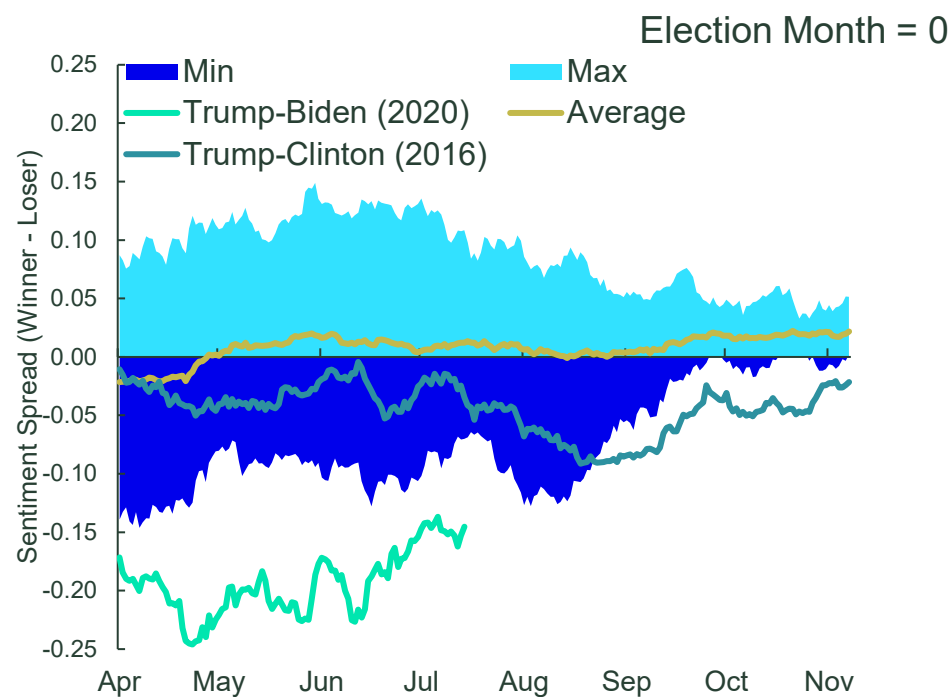 Election Month = 0
Sentiment Spread (Winner - Loser)
0.25
0.20
0.15
0.10
0.05
0.00
-0.05
-0.10
-0.15
-0.20
-0.25
Min
Max
Trump-Biden (2020)
Average
Trump-Clinton (2016)
Apr May Jun Jul Aug Sep Oct Nov